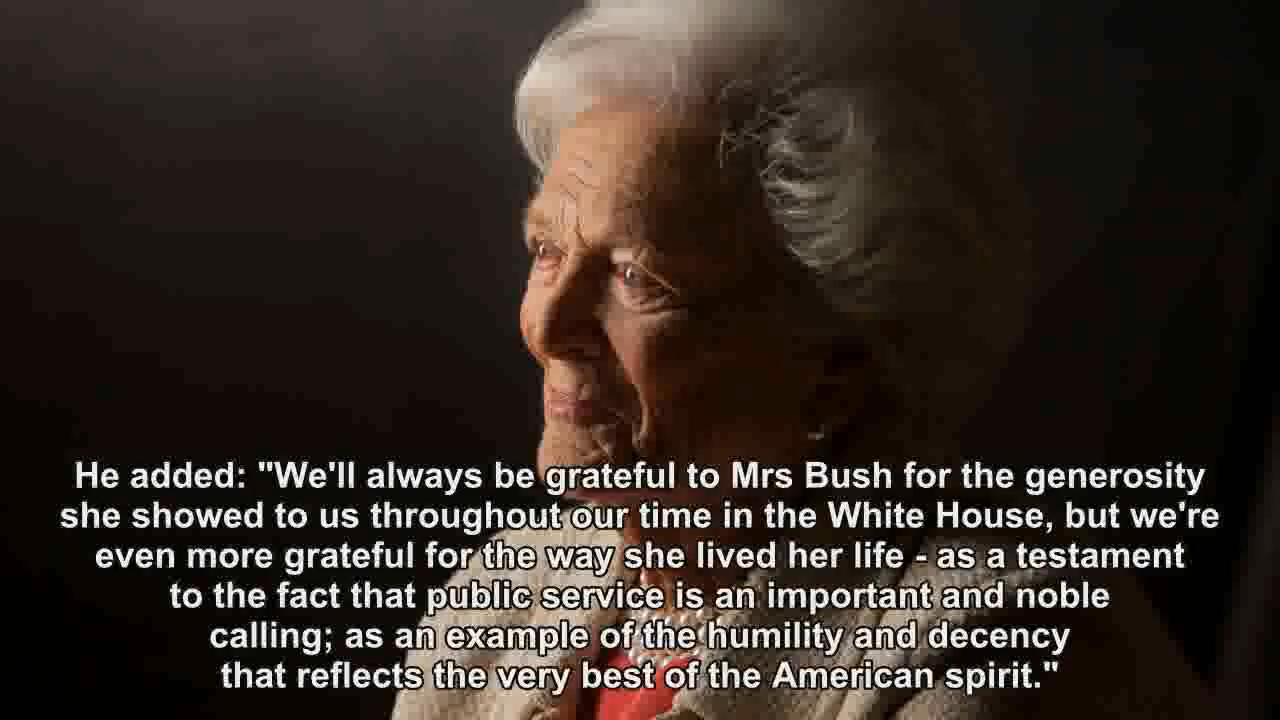 He added: "We'll always be grateful to Mrs Bush for the generosity
she showed to us throughout our time in the White House, but we're
even more grateful for the way she lived her life - as a testament
to the fact that public service is an important and noble
calling; as an example of the humility and decency
that reflects the very best of the American spirit."